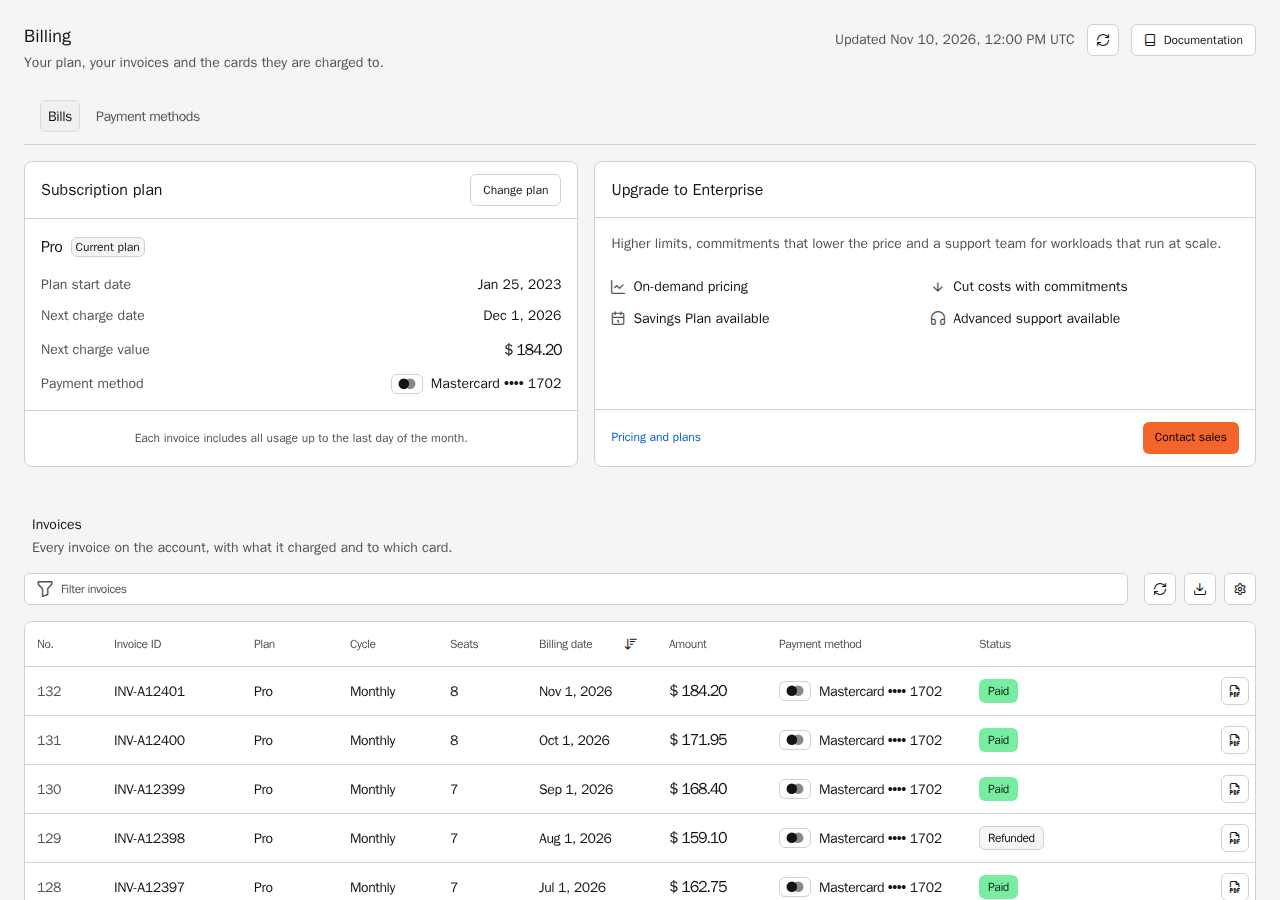 Billing
Updated Nov 10, 2026, 12:00 PM UTC
Documentation
Your plan, your invoices and the cards they are charged to.
Bills
Payment methods
Subscription plan
Change plan
Pro
Current plan
Plan start date
Jan 25, 2023
Next charge date
Dec 1, 2026
Next charge value
$ 184.20
Payment method
Mastercard •••• 1702
Each invoice includes all usage up to the last day of the month.
Upgrade to Enterprise
Higher limits, commitments that lower the price and a support team for workloads that run at scale.
On-demand pricing
Cut costs with commitments
Savings Plan available
Advanced support available
Pricing and plans
Contact sales
Invoices
Every invoice on the account, with what it charged and to which card.
Filter invoices
No. Invoice ID Plan Cycle Seats Billing date Amount Payment method Status
132 INV-A12401 Pro Monthly 8 Nov 1, 2026 $ 184.20 Mastercard •••• 1702 Paid PDF
131 INV-A12400 Pro Monthly 8 Oct 1, 2026 $ 171.95 Mastercard •••• 1702 Paid PDF
130 INV-A12399 Pro Monthly 7 Sep 1, 2026 $ 168.40 Mastercard •••• 1702 Paid PDF
129 INV-A12398 Pro Monthly 7 Aug 1, 2026 $ 159.10 Mastercard •••• 1702 Refunded PDF
128 INV-A12397 Pro Monthly 7 Jul 1, 2026 $ 162.75 Mastercard •••• 1702 Paid PDF